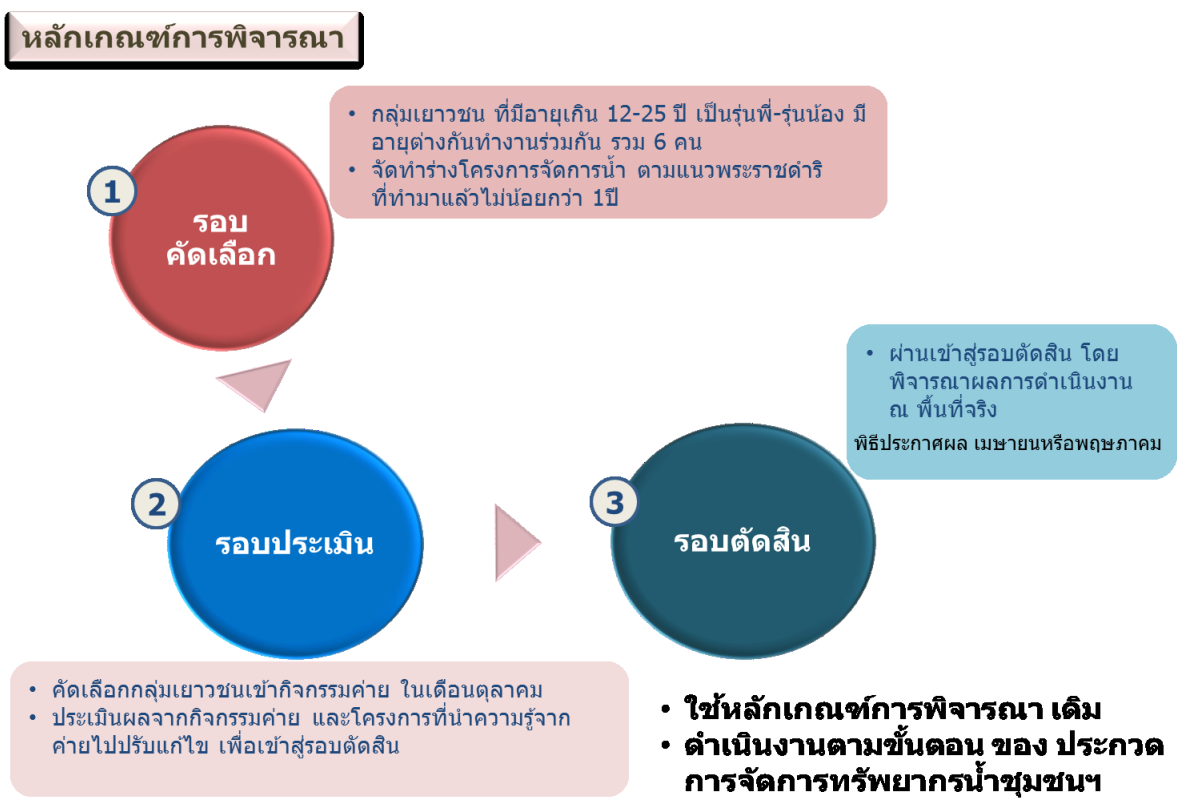 หลักเกณฑ์การพิจารณา
• กลุ่มเยาวชน ที่มีอายุเกิน 12-25 ปี เป็นรุ่นพี่-รุ่นน้อง มี
อายุต่างกันทำงานร่วมกัน รวม 6 คน
• จัดทำร่างโครงการจัดการน้ำ ตามแนวพระราชดำริ
ที่ทำมาแล้วไม่น้อยกว่า 1ปี
1
รอบ
คัดเลือก
• ผ่านเข้าสู่รอบตัดสิน โดย
พิจารณาผลการดำเนินงาน
ณ พื้นที่จริง
พิธีประกาศผล เมษายนหรือพฤษภาคม
2
รอบประเมิน
3
รอบตัดสิน
• คัดเลือกกลุ่มเยาวชนเข้ากิจกรรมค่าย ในเดือนตุลาคม
• ประเมินผลจากกิจกรรมค่าย และโครงการที่นำความรู้จาก
ค่ายไปปรับแก้ไข เพื่อเข้าสู่รอบตัดสิน
• ใช้หลักเกณฑ์การพิจารณา เดิม
• ดำเนินงานตามขั้นตอน ของ ประกวด
การจัดการทรัพยากรน้ำชุมชนฯ